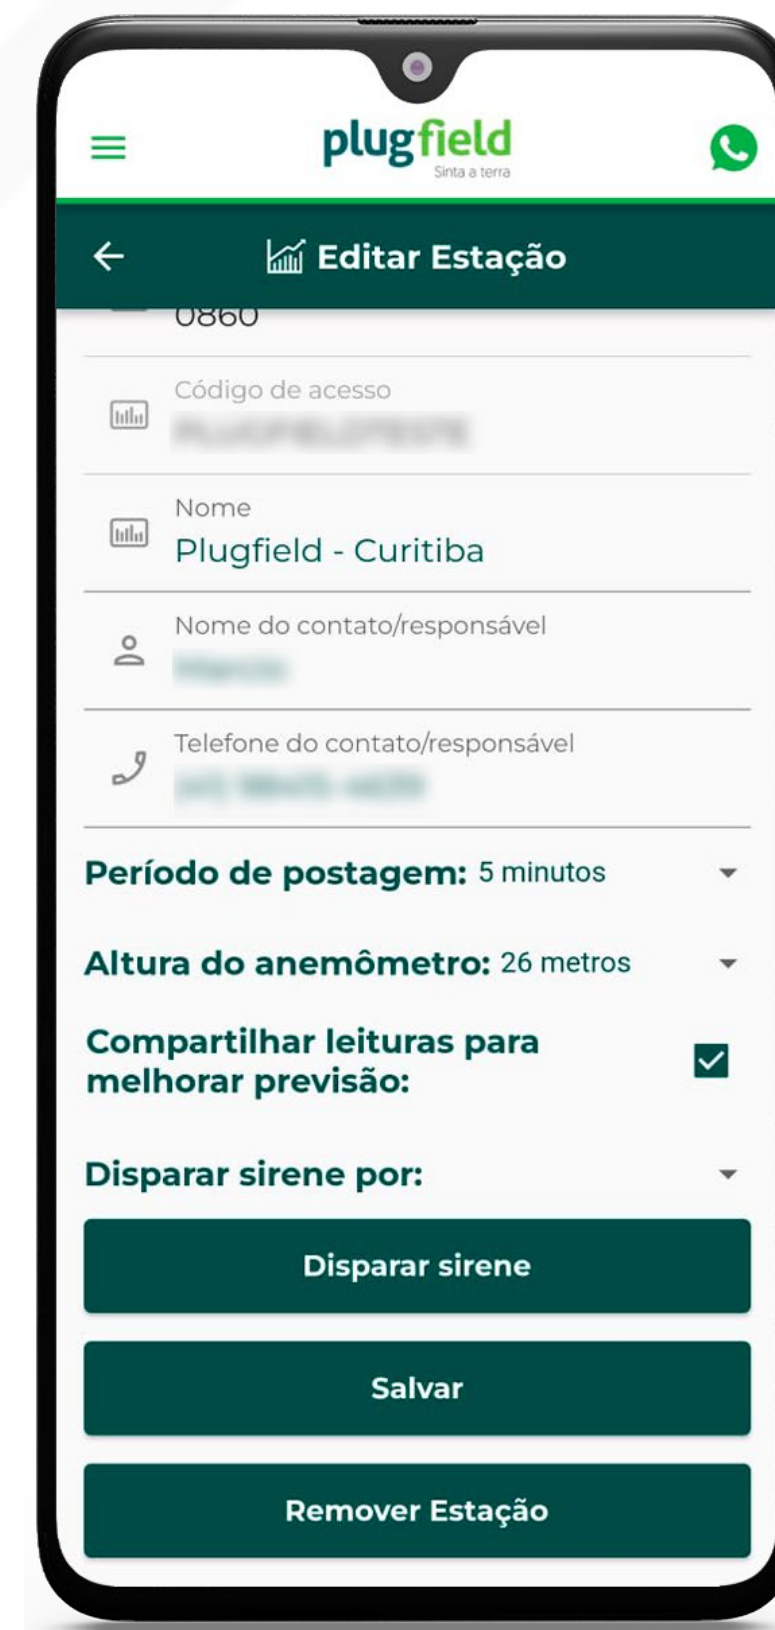 plugfield
Sinta a terra
Editar Estação
0860
Código de acesso
Nome
Plugfield - Curitiba
Nome do contato/responsável
Telefone do contato/responsável
Período de postagem: 5 minutos
Altura do anemômetro: 26 metros
Compartilhar leituras para
melhorar previsão:
Disparar sirene por:
Disparar sirene
Salvar
Remover Estação